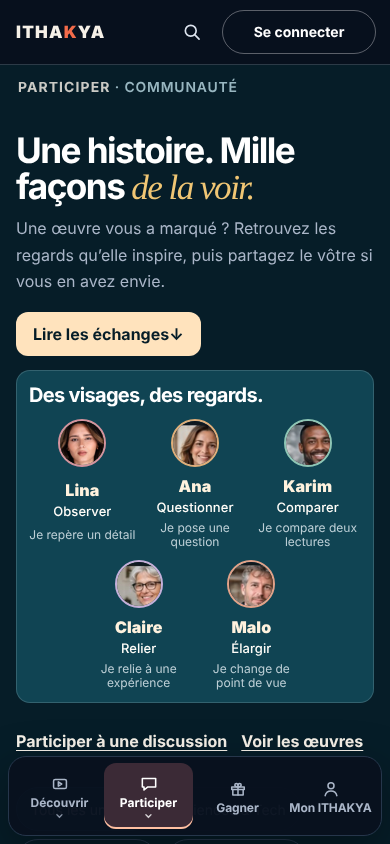 ITHAKYA
Se connecter
PARTICIPER · COMMUNAUTÉ
Une histoire. Mille
façons de la voir.
Une œuvre vous a marqué ? Retrouvez les
regards qu’elle inspire, puis partagez le vôtre si
vous en avez envie.
Lire les échanges↓
Des visages, des regards.
Lina
Observer
Je repère un détail
Ana
Questionner
Je pose une
question
Karim
Comparer
Je compare deux
lectures
Claire
Relier
Je relie à une
expérience
Malo
Élargir
Je change de
point de vue
Participer à une discussion
Voir les œuvres
Découvrir
Participer
Gagner
Mon ITHAKYA